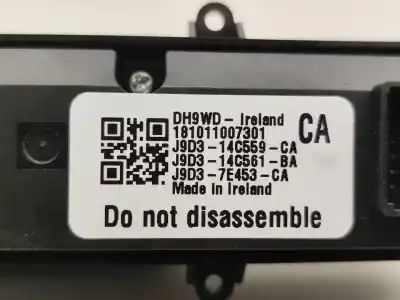 DH9WD - Ireland
181011007301
CA
J9D3-14C559-CA
J9D3-14C561-BA
J9D3-7E453-CA
Made in Ireland
Do not disassemble